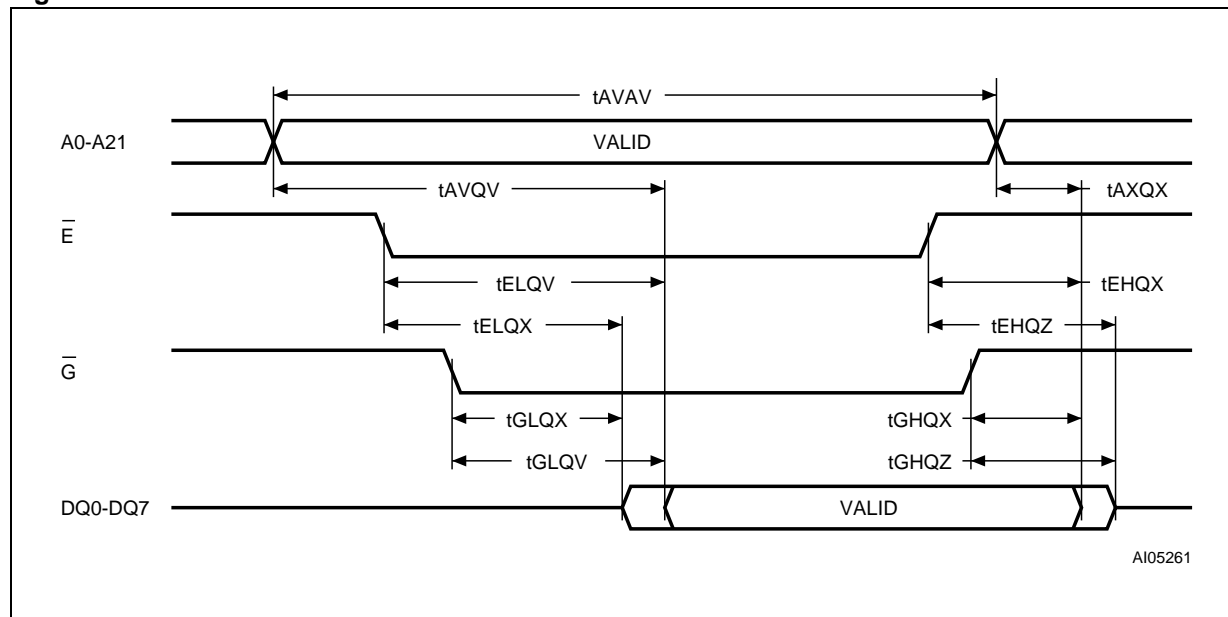 tAVAV
A0-A21 VALID
tAVQV tAXQX
E
tELQV tEHQX
tELQX tEHQZ
G
tGLQX tGHQX
tGLQV tGHQZ
DQ0-DQ7 VALID
AI05261